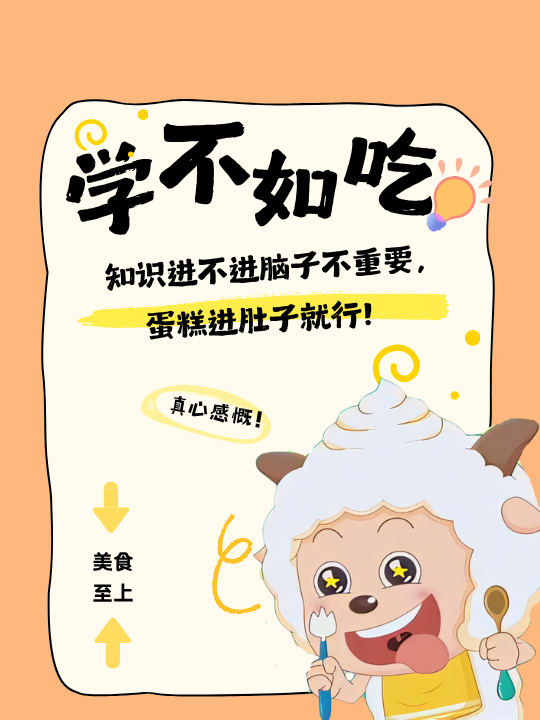 学不如吃
知识进不进脑子不重要，
蛋糕进肚子就行！
真心感慨！
美食
至上